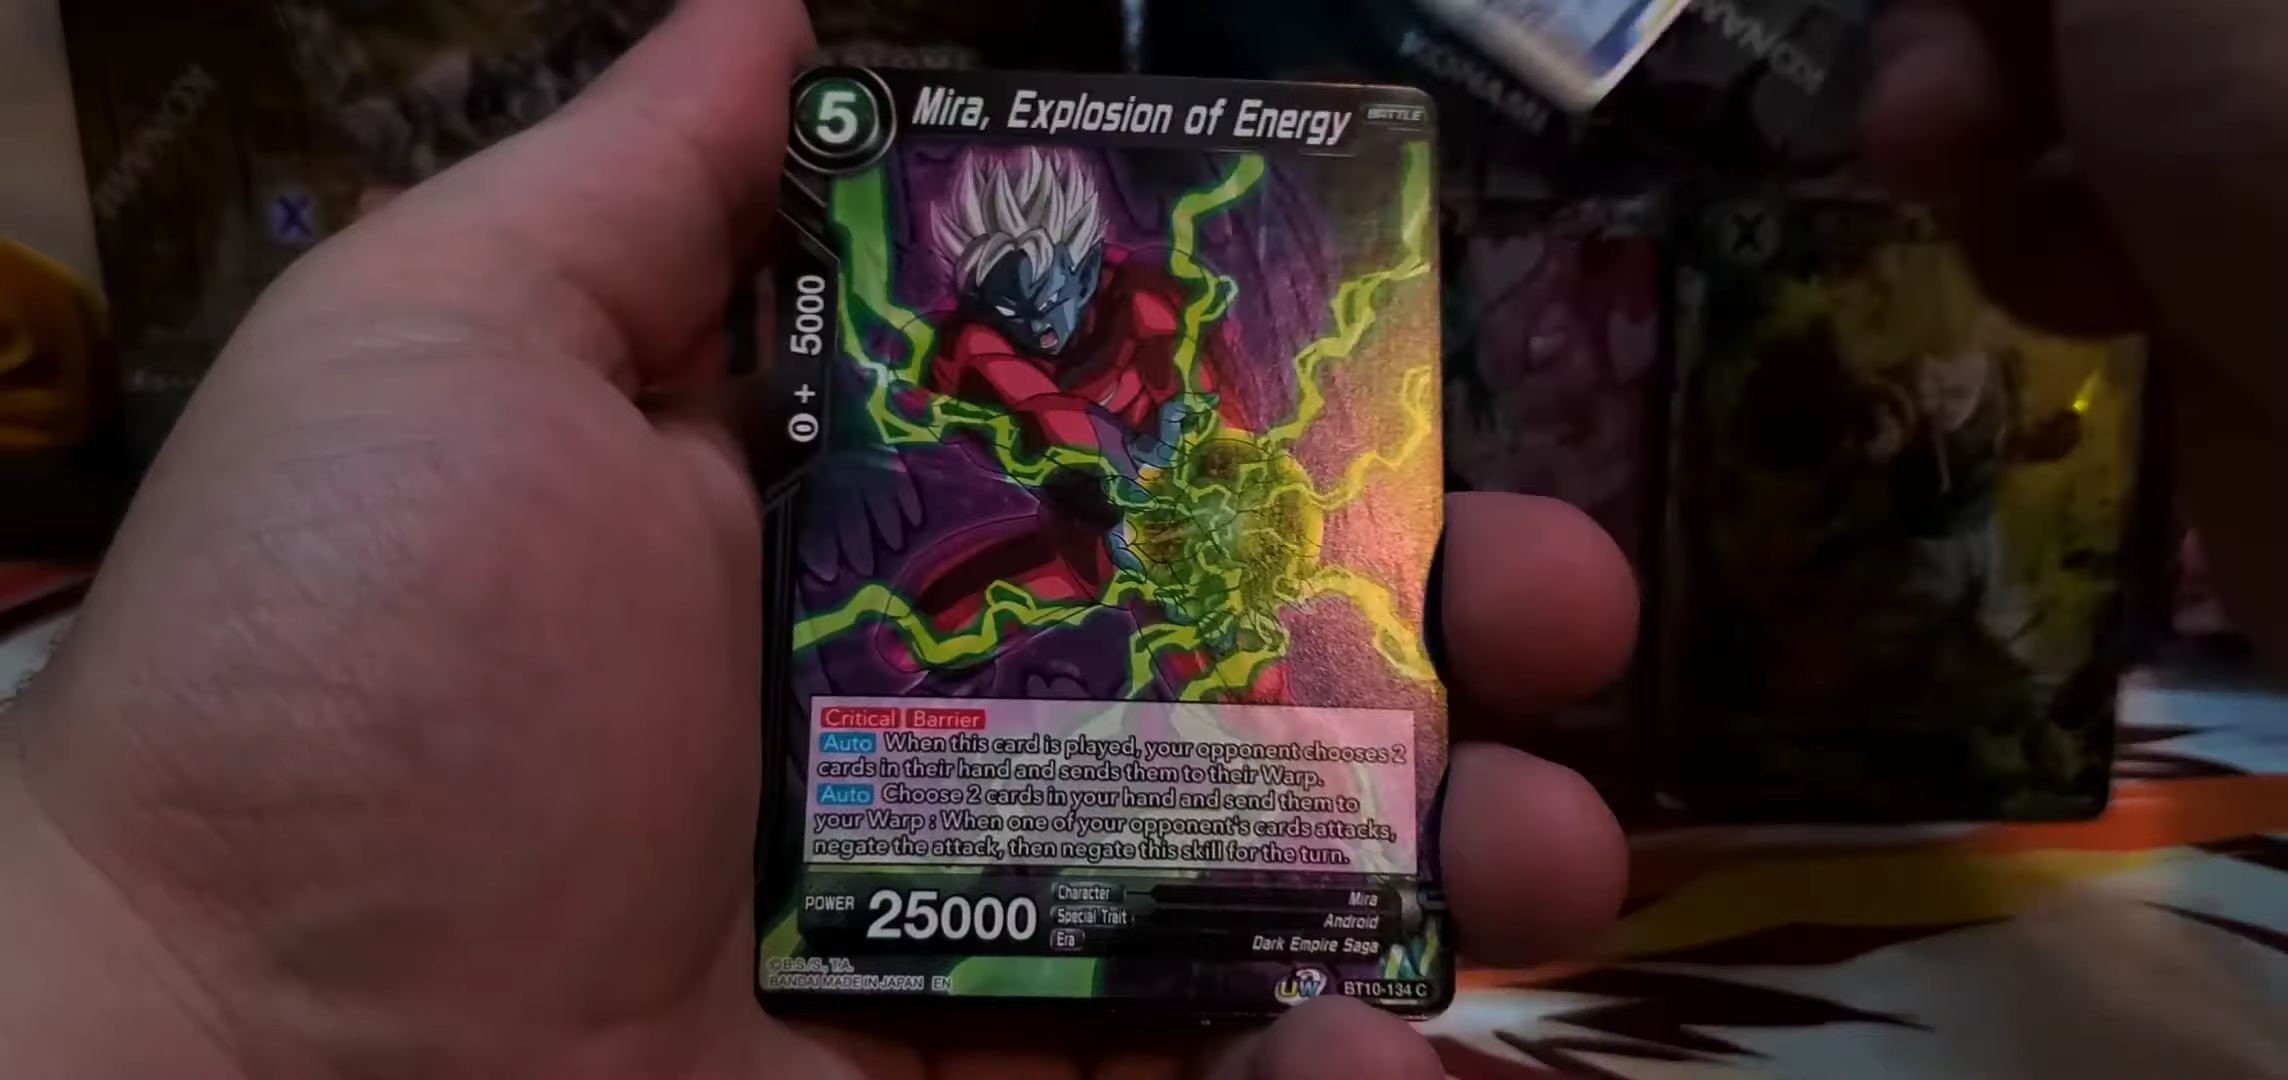 KONAMI
KONAMI
KONAMI
5
Mira, Explosion of Energy
BATTLE
0 + 5000
Critical Barrier
Auto When this card is played, your opponent chooses 2
cards in their hand and sends them to their Warp.
Auto Choose 2 cards in your hand and send them to
your Warp : When one of your opponent's cards attacks,
negate the attack, then negate this skill for the turn.
POWER 25000
Character Mira
Special Trait Android
Era Dark Empire Saga
©B.S./S., T.A.
BANDAI MADE IN JAPAN EN
UW
BT10-134 C